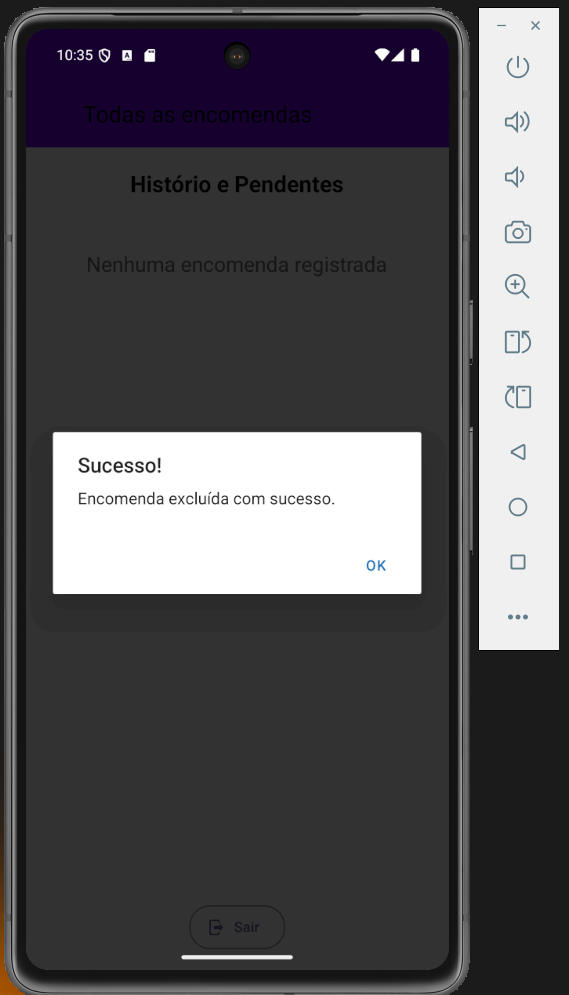 10:35
Todas as encomendas
Histório e Pendentes
Nenhuma encomenda registrada
Sucesso!
Encomenda excluída com sucesso.
OK
Sair